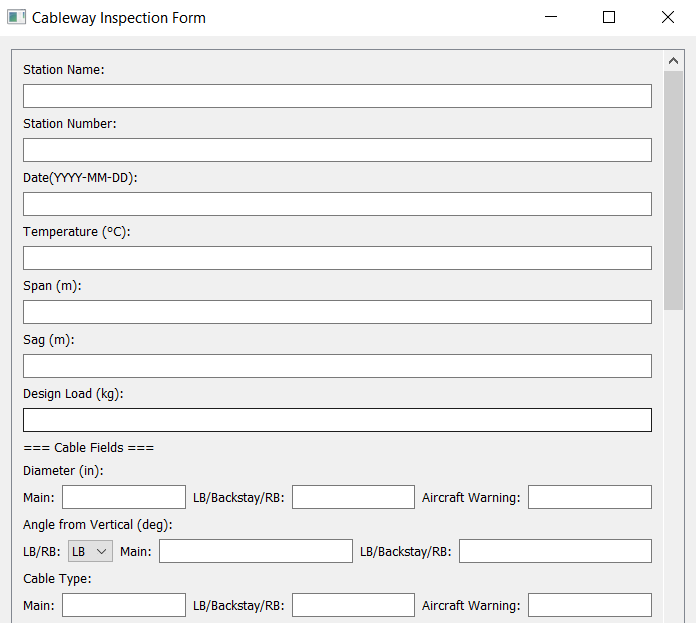 Cableway Inspection Form
Station Name:
Station Number:
Date(YYYY-MM-DD):
Temperature (°C):
Span (m):
Sag (m):
Design Load (kg):
=== Cable Fields ===
Diameter (in):
Main: LB/Backstay/RB: Aircraft Warning:
Angle from Vertical (deg):
LB/RB: LB Main: LB/Backstay/RB:
Cable Type:
Main: LB/Backstay/RB: Aircraft Warning: